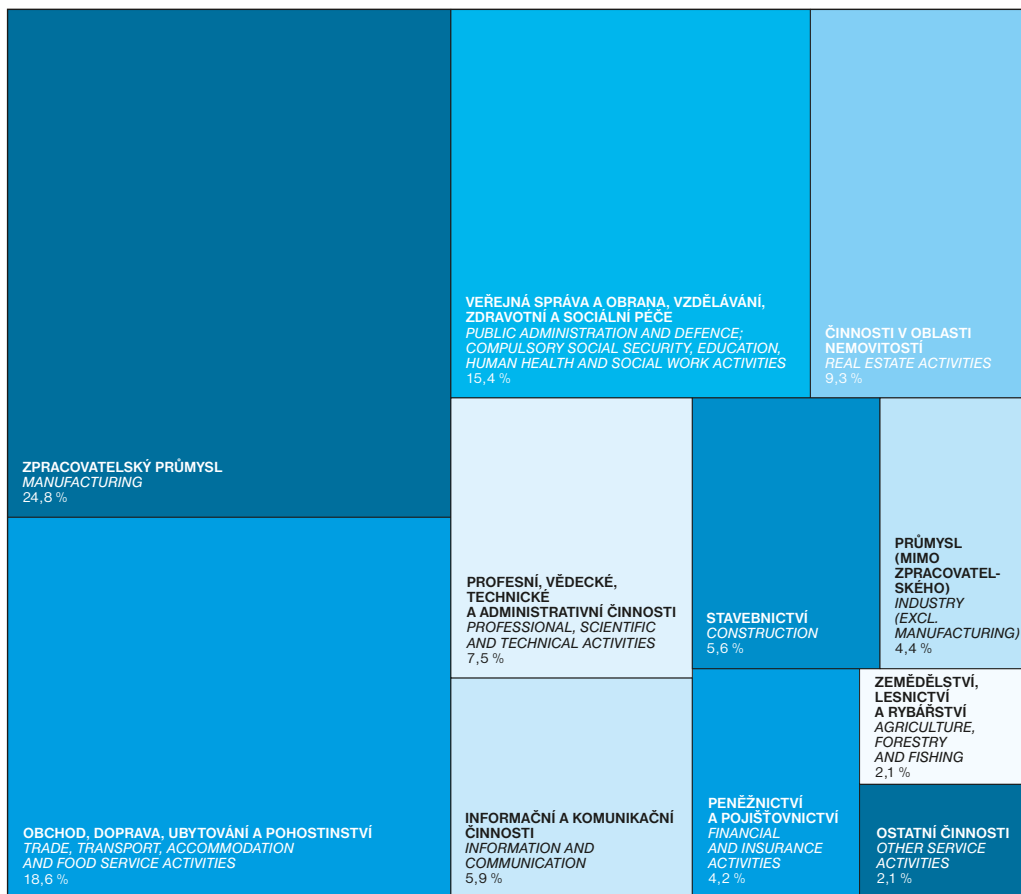 VEŘEJNÁ SPRÁVA A OBRANA, VZDĚLÁVÁNÍ,
ZDRAVOTNÍ A SOCIÁLNÍ PÉČE
PUBLIC ADMINISTRATION AND DEFENCE;
COMPULSORY SOCIAL SECURITY, EDUCATION,
HUMAN HEALTH AND SOCIAL WORK ACTIVITIES
15,4 %
ČINNOSTI V OBLASTI
NEMOVITOSTÍ
REAL ESTATE ACTIVITIES
9,3 %
ZPRACOVATELSKÝ PRŮMYSL
MANUFACTURING
24,8 %
PROFESNÍ, VĚDECKÉ,
TECHNICKÉ
A ADMINISTRATIVNÍ ČINNOSTI
PROFESSIONAL, SCIENTIFIC
AND TECHNICAL ACTIVITIES
7,5 %
STAVEBNICTVÍ
CONSTRUCTION
5,6 %
PRŮMYSL
(MIMO
ZPRACOVATEL-
SKÉHO)
INDUSTRY
(EXCL.
MANUFACTURING)
4,4 %
ZEMĚDĚLSTVÍ,
LESNICTVÍ
A RYBÁŘSTVÍ
AGRICULTURE,
FORESTRY
AND FISHING
2,1 %
OBCHOD, DOPRAVA, UBYTOVÁNÍ A POHOSTINSTVÍ
TRADE, TRANSPORT, ACCOMMODATION
AND FOOD SERVICE ACTIVITIES
18,6 %
INFORMAČNÍ A KOMUNIKAČNÍ
ČINNOSTI
INFORMATION AND
COMMUNICATION
5,9 %
PENĚŽNICTVÍ
A POJIŠŤOVNICTVÍ
FINANCIAL
AND INSURANCE
ACTIVITIES
4,2 %
OSTATNÍ ČINNOSTI
OTHER SERVICE
ACTIVITIES
2,1 %